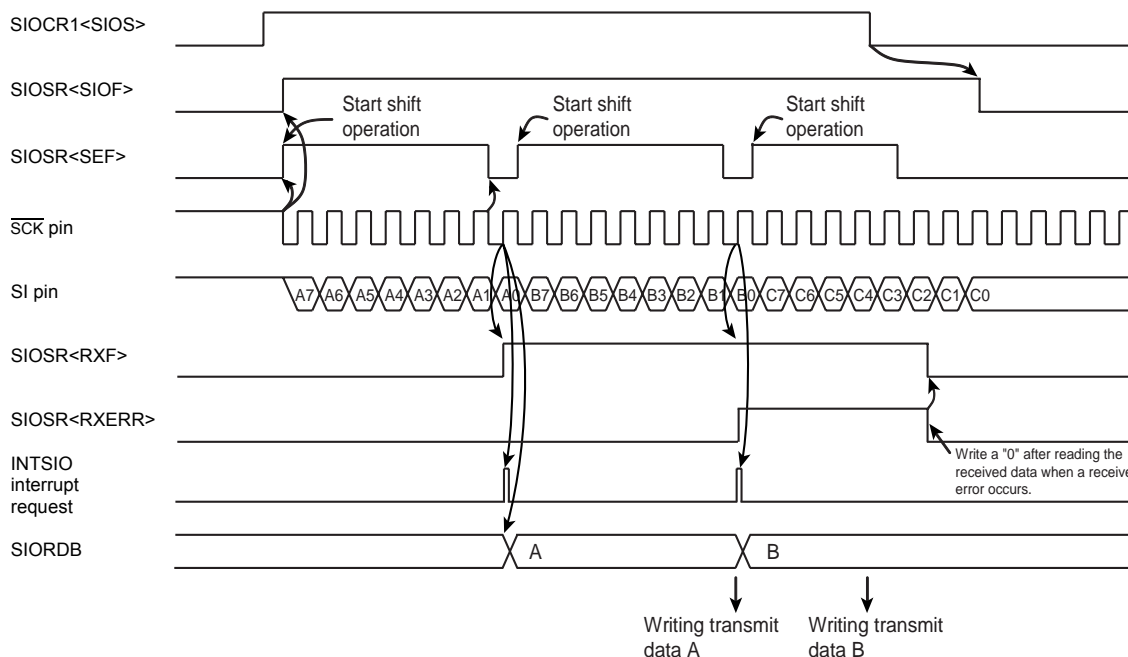 SIOCR1<SIOS>
SIOSR<SIOF>
Start shift
operation
Start shift
operation
Start shift
operation
SIOSR<SEF>
SCK pin
SI pin
A7 A6 A5 A4 A3 A2 A1 A0 B7 B6 B5 B4 B3 B2 B1 B0 C7 C6 C5 C4 C3 C2 C1 C0
SIOSR<RXF>
SIOSR<RXERR>
Write a "0" after reading the
received data when a receive
error occurs.
INTSIO
interrupt
request
SIORDB
A
B
Writing transmit
data A
Writing transmit
data B